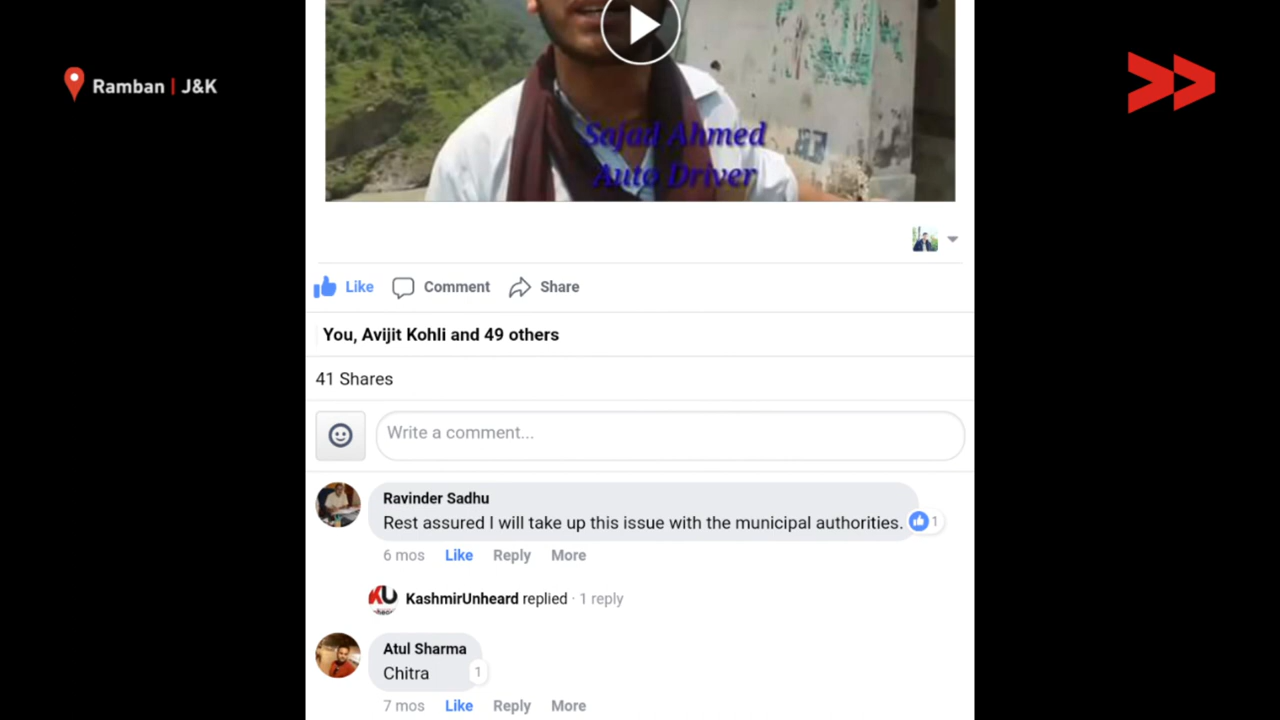 Ramban | J&K
Sajad Ahmed
Auto Driver
Like Comment Share
You, Avijit Kohli and 49 others
41 Shares
Write a comment...
Ravinder Sadhu
Rest assured I will take up this issue with the municipal authorities. 1
6 mos Like Reply More
KU
KashmirUnheard replied · 1 reply
Atul Sharma
Chitra 1
7 mos Like Reply More